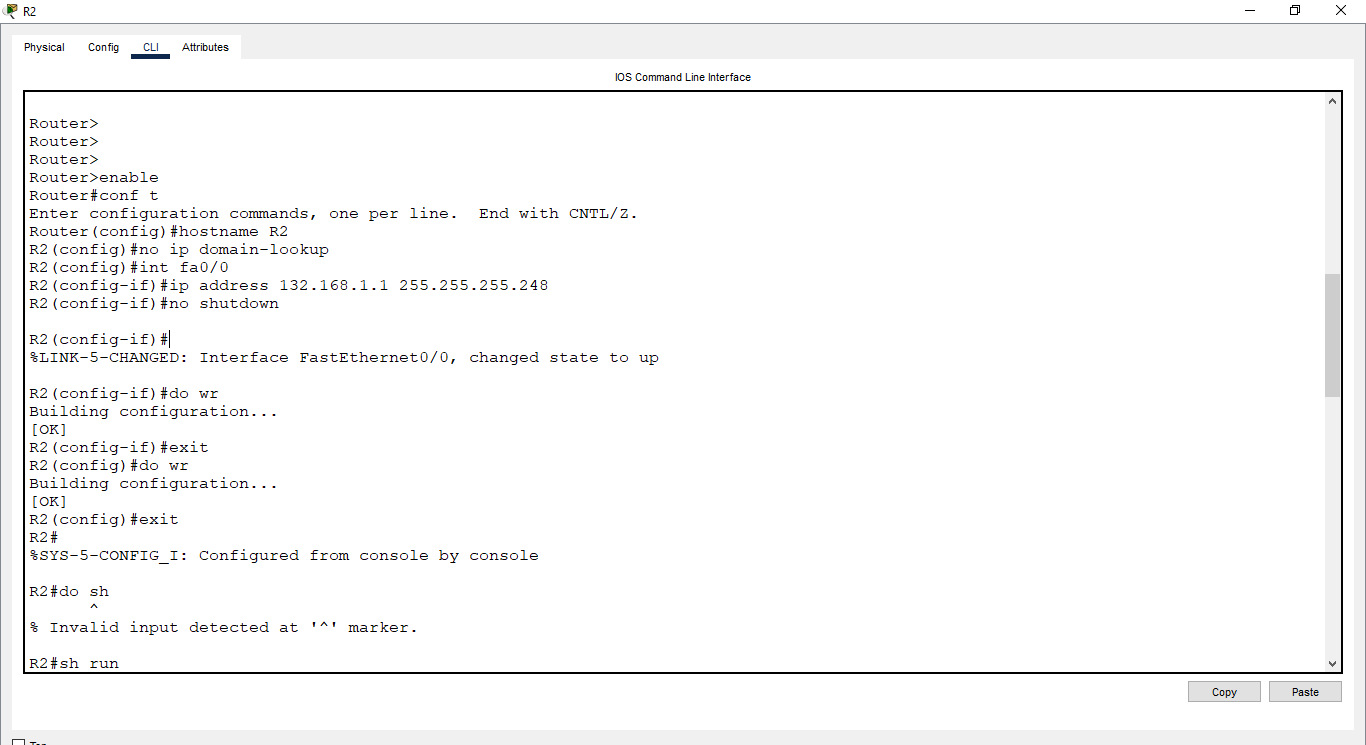 R2
Physical Config CLI Attributes
IOS Command Line Interface
Router>
Router>
Router>
Router>enable
Router#conf t
Enter configuration commands, one per line.  End with CNTL/Z.
Router(config)#hostname R2
R2(config)#no ip domain-lookup
R2(config)#int fa0/0
R2(config-if)#ip address 132.168.1.1 255.255.255.248
R2(config-if)#no shutdown
R2(config-if)#
%LINK-5-CHANGED: Interface FastEthernet0/0, changed state to up
R2(config-if)#do wr
Building configuration...
[OK]
R2(config-if)#exit
R2(config)#do wr
Building configuration...
[OK]
R2(config)#exit
R2#
%SYS-5-CONFIG_I: Configured from console by console
R2#do sh
^
% Invalid input detected at '^' marker.
R2#sh run
Copy Paste